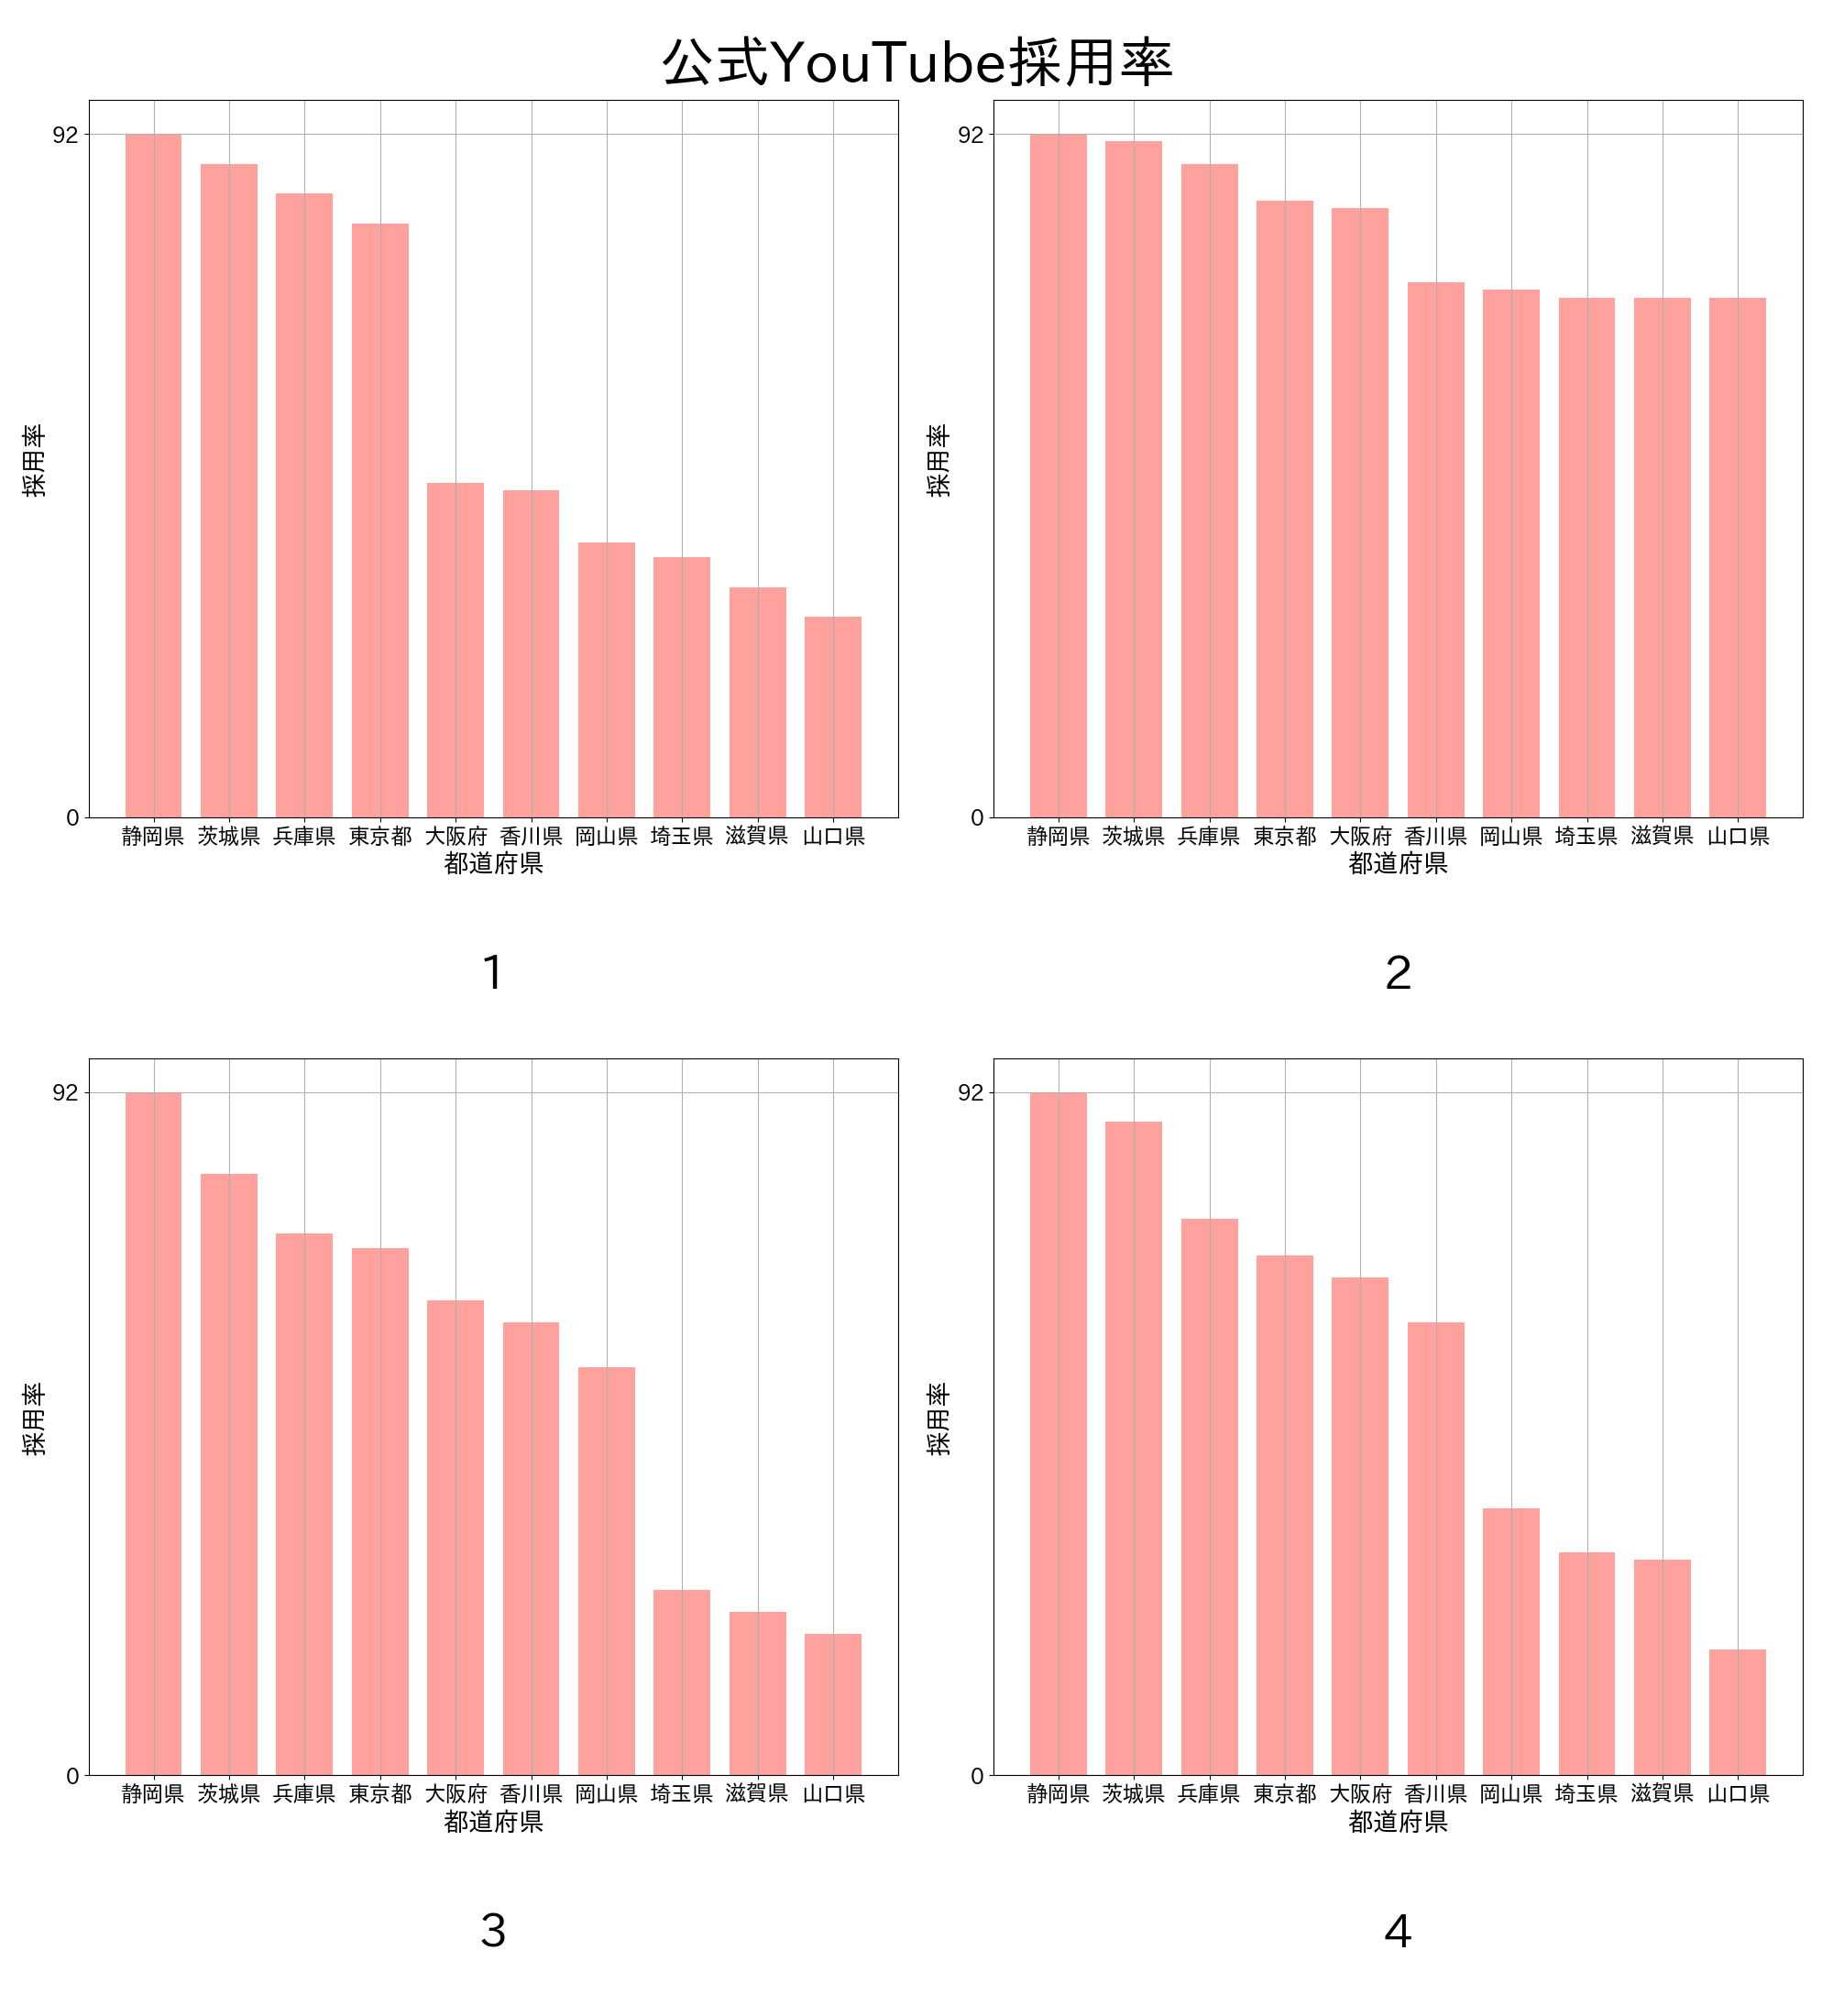 公式YouTube採用率
92
採用率
0
静岡県 茨城県 兵庫県 東京都 大阪府 香川県 岡山県 埼玉県 滋賀県 山口県
都道府県
1
92
採用率
0
静岡県 茨城県 兵庫県 東京都 大阪府 香川県 岡山県 埼玉県 滋賀県 山口県
都道府県
2
92
採用率
0
静岡県 茨城県 兵庫県 東京都 大阪府 香川県 岡山県 埼玉県 滋賀県 山口県
都道府県
3
92
採用率
0
静岡県 茨城県 兵庫県 東京都 大阪府 香川県 岡山県 埼玉県 滋賀県 山口県
都道府県
4